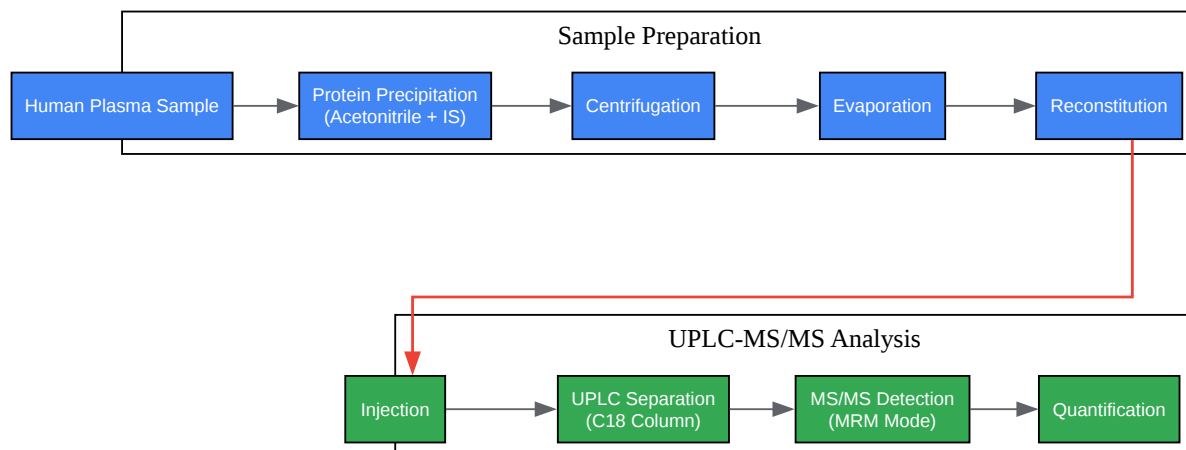 Sample Preparation
Human Plasma Sample
Protein Precipitation
(Acetonitrile + IS)
Centrifugation
Evaporation
Reconstitution
UPLC-MS/MS Analysis
Injection
UPLC Separation
(C18 Column)
MS/MS Detection
(MRM Mode)
Quantification